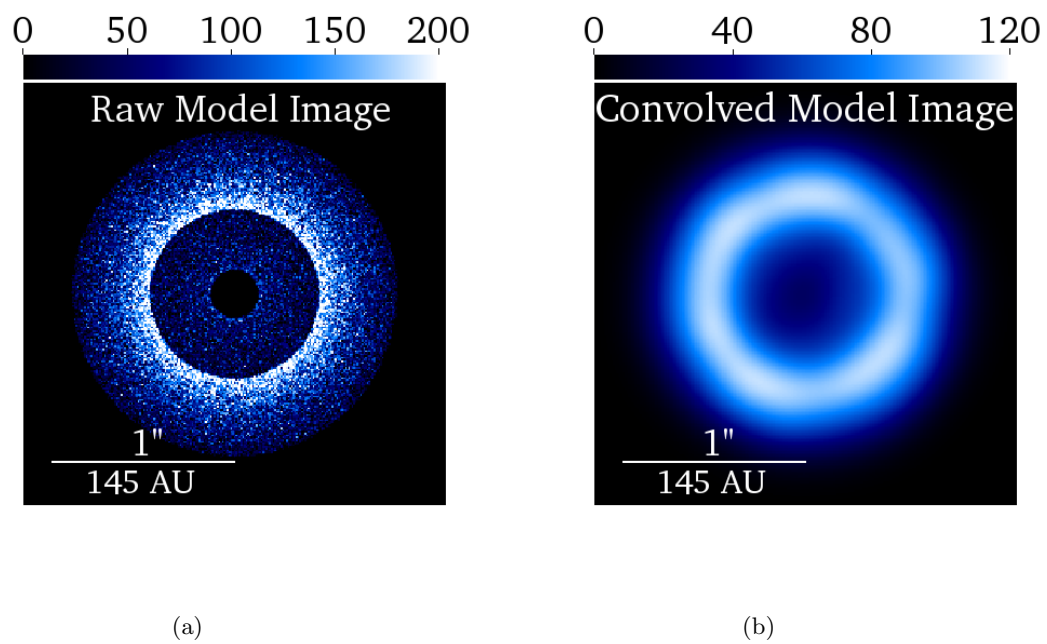 0 50 100 150 200
Raw Model Image
1"
145 AU
(a)
0 40 80 120
Convolved Model Image
1"
145 AU
(b)